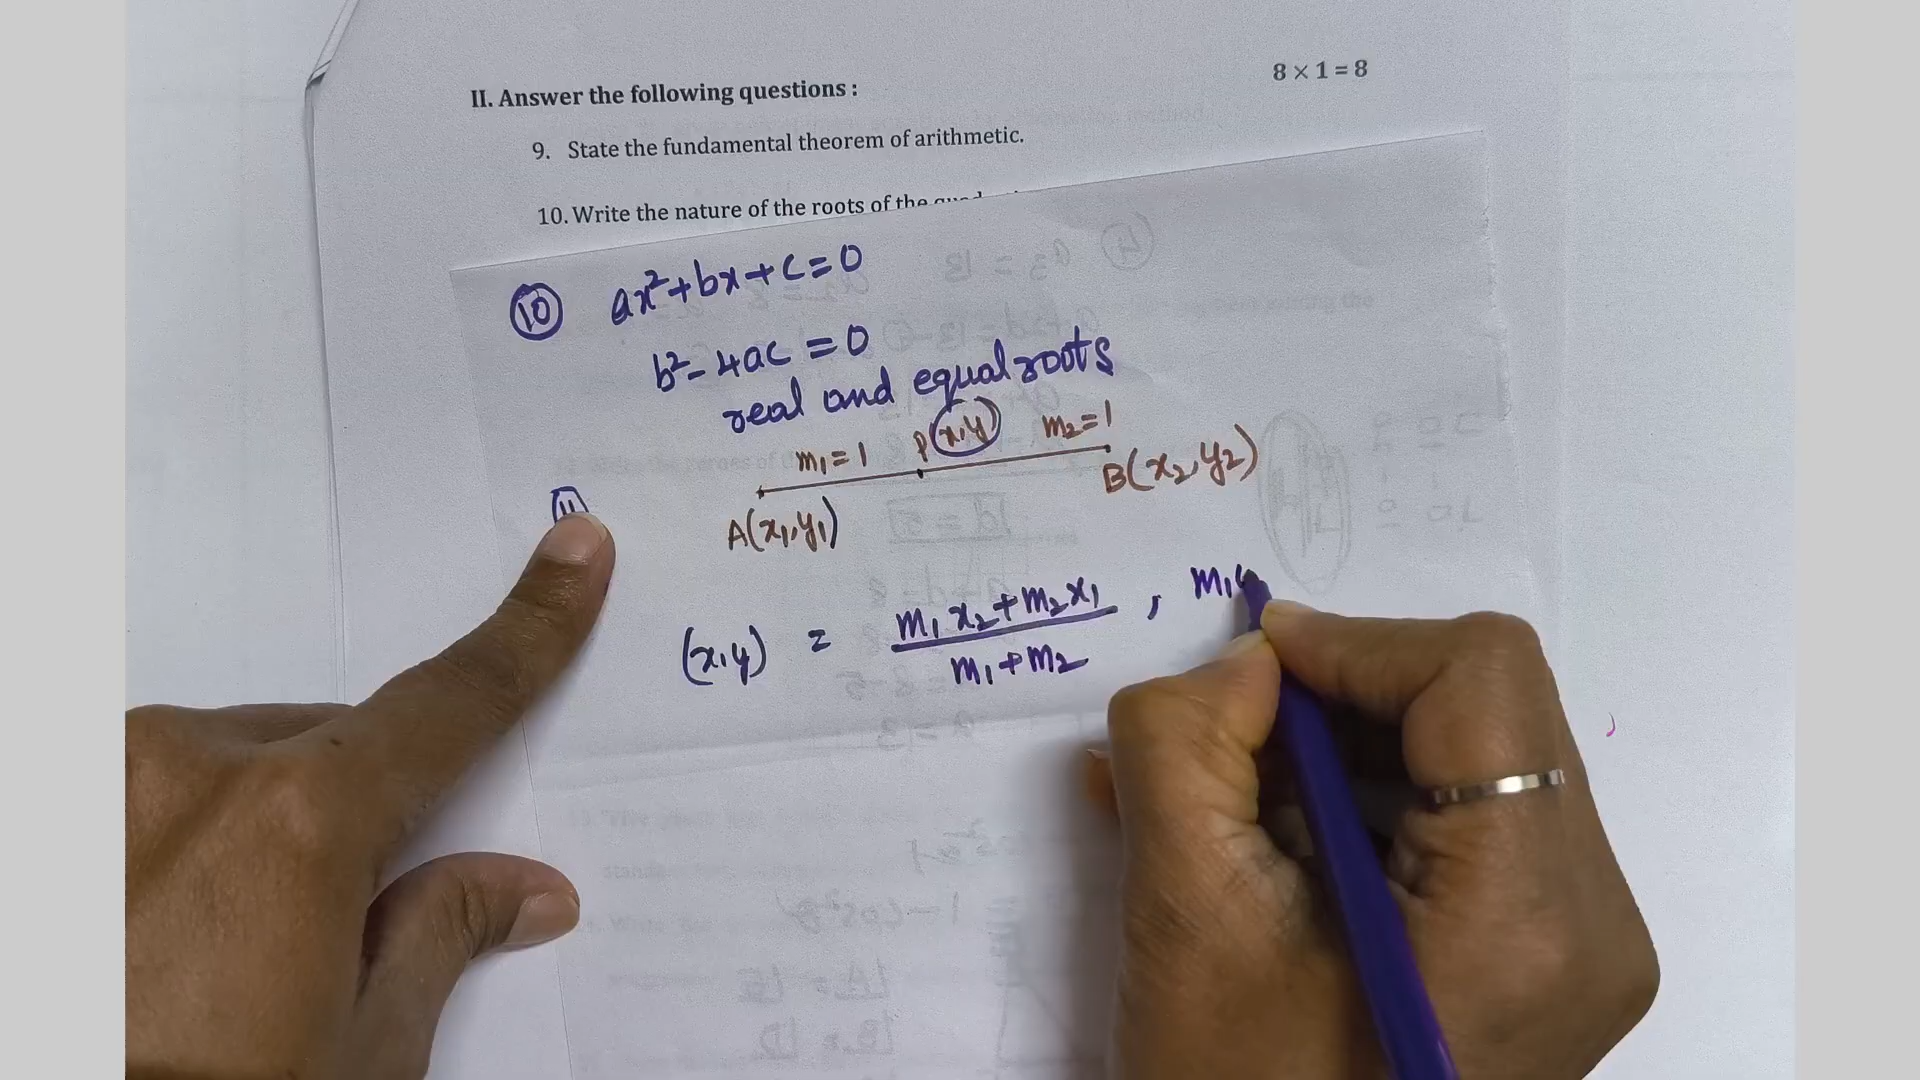 8 × 1 = 8
II. Answer the following questions :
9. State the fundamental theorem of arithmetic.
10. Write the nature of the roots of the
10 ax²+bx+c=0
b²-4ac=0
real and equal roots
m₁=1 P(x,y) m₂=1
11
A(x₁,y₁) B(x₂,y₂)
(x,y) = m₁x₂+m₂x₁ / m₁+m₂ , m₁y